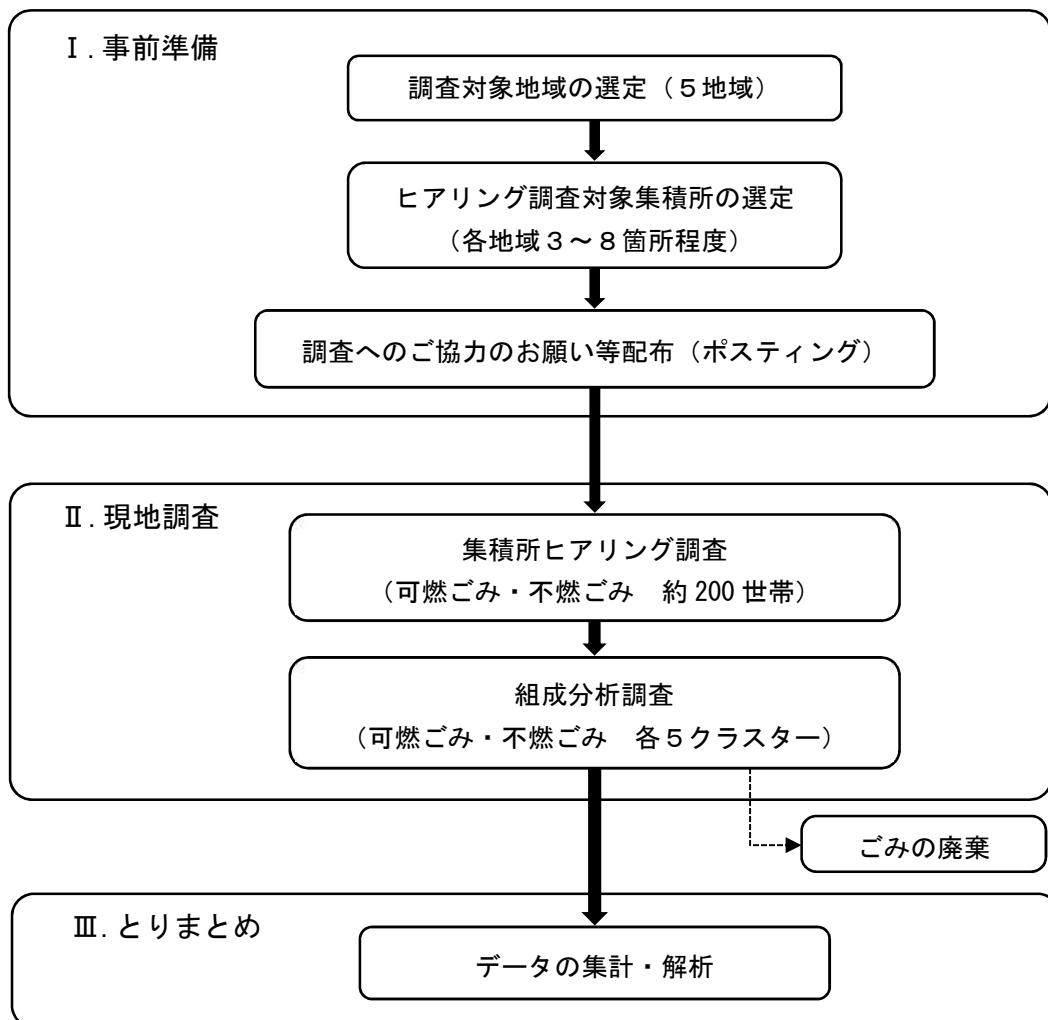 Ⅰ.事前準備
調査対象地域の選定（５地域）
ヒアリング調査対象集積所の選定
（各地域３～８箇所程度）
調査へのご協力のお願い等配布（ポスティング）
Ⅱ.現地調査
集積所ヒアリング調査
（可燃ごみ・不燃ごみ　約 200 世帯）
組成分析調査
（可燃ごみ・不燃ごみ　各５クラスター）
ごみの廃棄
Ⅲ.とりまとめ
データの集計・解析